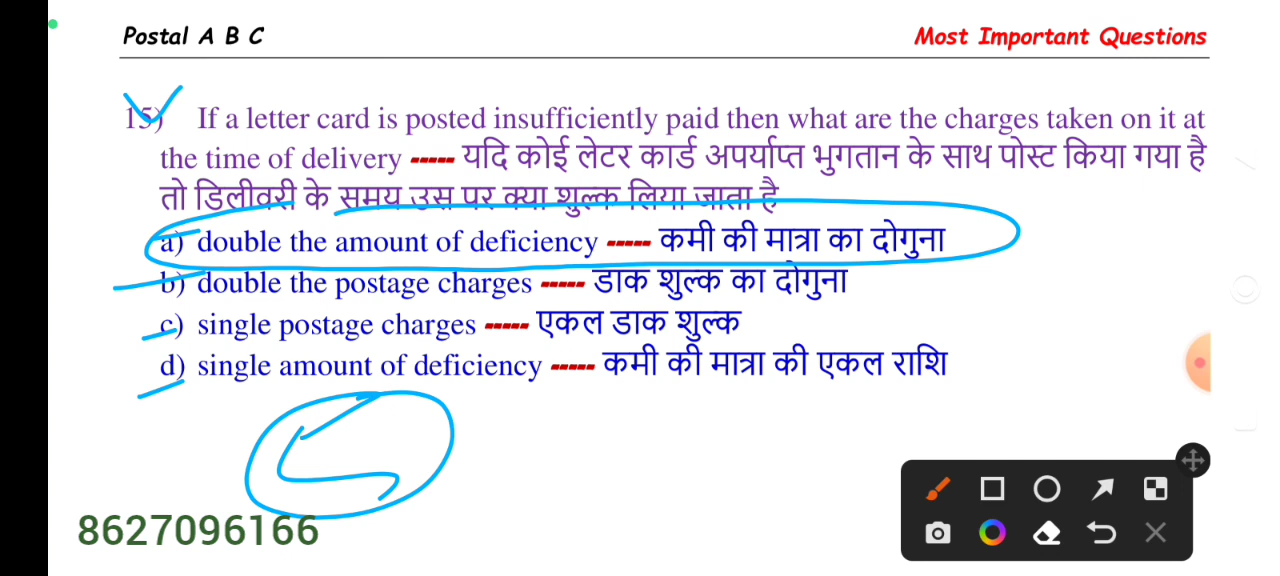 Postal A B C
Most Important Questions
15) If a letter card is posted insufficiently paid then what are the charges taken on it at
the time of delivery ----- यदि कोई लेटर कार्ड अपर्याप्त भुगतान के साथ पोस्ट किया गया है
तो डिलीवरी के समय उस पर क्या शुल्क लिया जाता है
a) double the amount of deficiency ----- कमी की मात्रा का दोगुना
b) double the postage charges ----- डाक शुल्क का दोगुना
c) single postage charges ----- एकल डाक शुल्क
d) single amount of deficiency ----- कमी की मात्रा की एकल राशि
8627096166